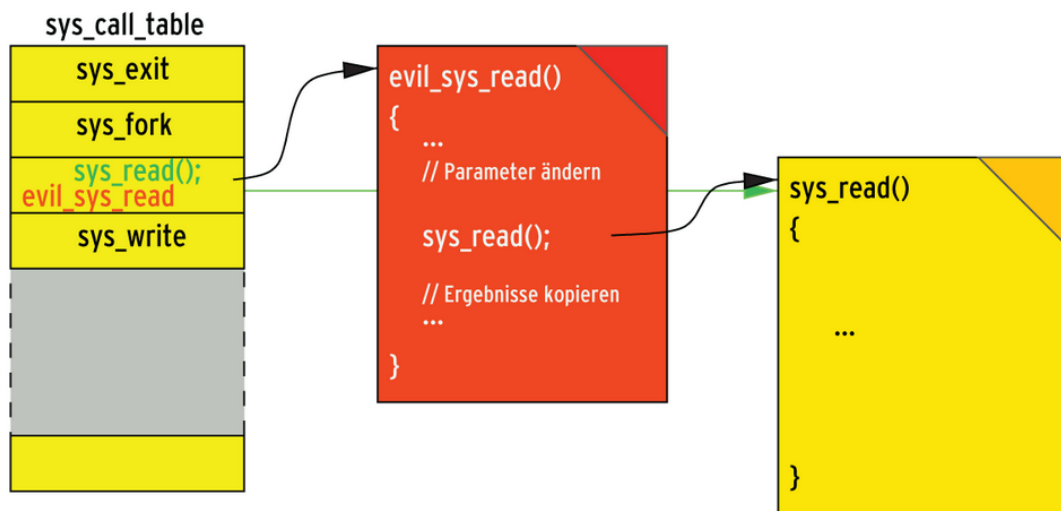 sys_call_table
sys_exit
sys_fork
sys_read();
evil_sys_read
sys_write
evil_sys_read()
{
...
// Parameter ändern
sys_read();
// Ergebnisse kopieren
...
}
sys_read()
{
...
}